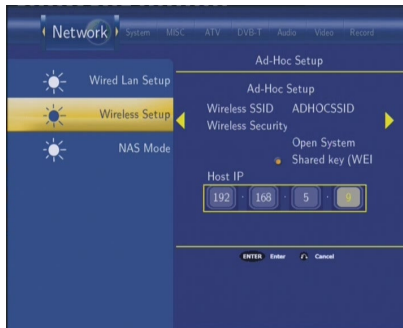 Network System MISC ATV DVB-T Audio Video Record
Ad-Hoc Setup
Wired Lan Setup
Wireless Setup
NAS Mode
Ad-Hoc Setup
Wireless SSID ADHOCSSID
Wireless Security
Open System
Shared key (WEI
Host IP
192 . 168 . 5 . 9
ENTER Enter Cancel